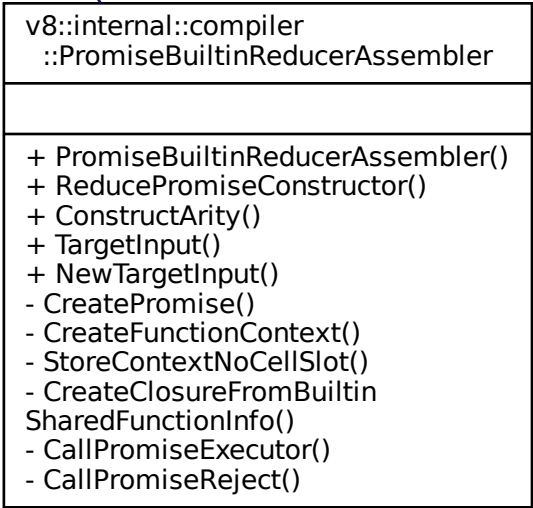 v8::internal::compiler
::PromiseBuiltinReducerAssembler
+ PromiseBuiltinReducerAssembler()
+ ReducePromiseConstructor()
+ ConstructArity()
+ TargetInput()
+ NewTargetInput()
- CreatePromise()
- CreateFunctionContext()
- StoreContextNoCellSlot()
- CreateClosureFromBuiltin
SharedFunctionInfo()
- CallPromiseExecutor()
- CallPromiseReject()